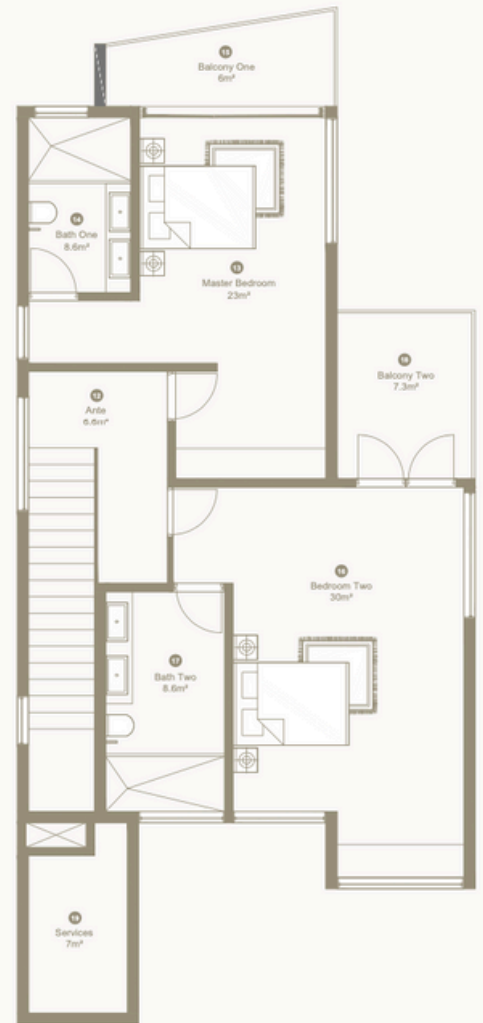 15
Balcony One
6m²
14
Bath One
8.6m²
13
Master Bedroom
23m²
18
Balcony Two
7.3m²
12
Ante
6.6m²
16
Bedroom Two
30m²
17
Bath Two
8.6m²
19
Services
7m²